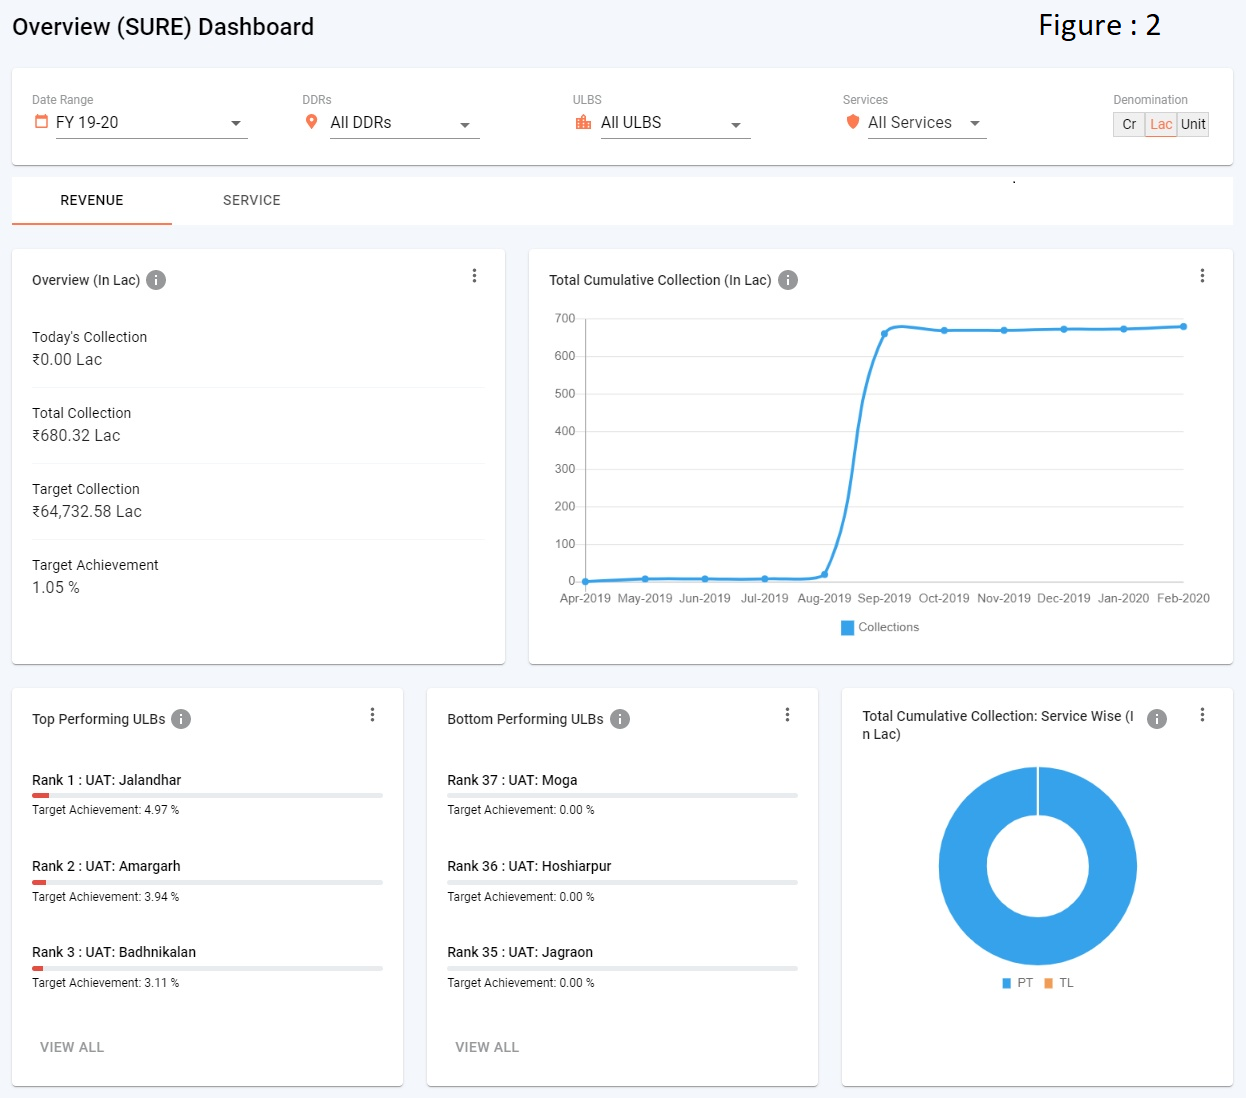 Overview (SURE) Dashboard
Figure : 2
Date Range
FY 19-20
DDRs
All DDRs
ULBS
All ULBS
Services
All Services
Denomination
Cr Lac Unit
REVENUE SERVICE
Overview (In Lac)
Today's Collection
₹0.00 Lac
Total Collection
₹680.32 Lac
Target Collection
₹64,732.58 Lac
Target Achievement
1.05 %
Total Cumulative Collection (In Lac)
700
600
500
400
300
200
100
0
Apr-2019 May-2019 Jun-2019 Jul-2019 Aug-2019 Sep-2019 Oct-2019 Nov-2019 Dec-2019 Jan-2020 Feb-2020
Collections
Top Performing ULBs
Rank 1 : UAT: Jalandhar
Target Achievement: 4.97 %
Rank 2 : UAT: Amargarh
Target Achievement: 3.94 %
Rank 3 : UAT: Badhnikalan
Target Achievement: 3.11 %
VIEW ALL
Bottom Performing ULBs
Rank 37 : UAT: Moga
Target Achievement: 0.00 %
Rank 36 : UAT: Hoshiarpur
Target Achievement: 0.00 %
Rank 35 : UAT: Jagraon
Target Achievement: 0.00 %
VIEW ALL
Total Cumulative Collection: Service Wise (I
n Lac)
PT TL